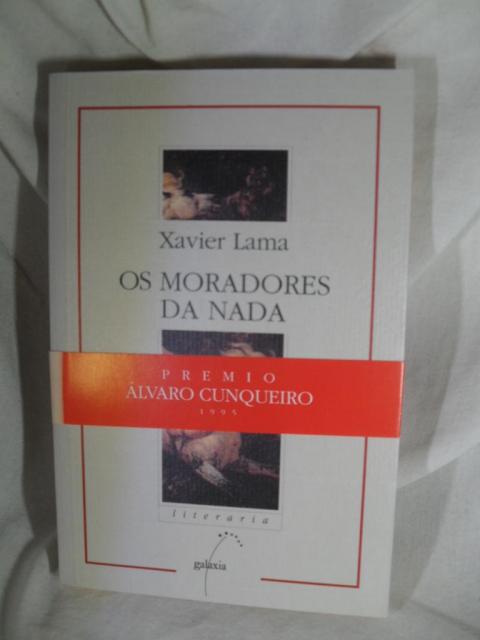 Xavier Lama
OS MORADORES
DA NADA
PREMIO
ÁLVARO CUNQUEIRO
1995
literaria
galaxia